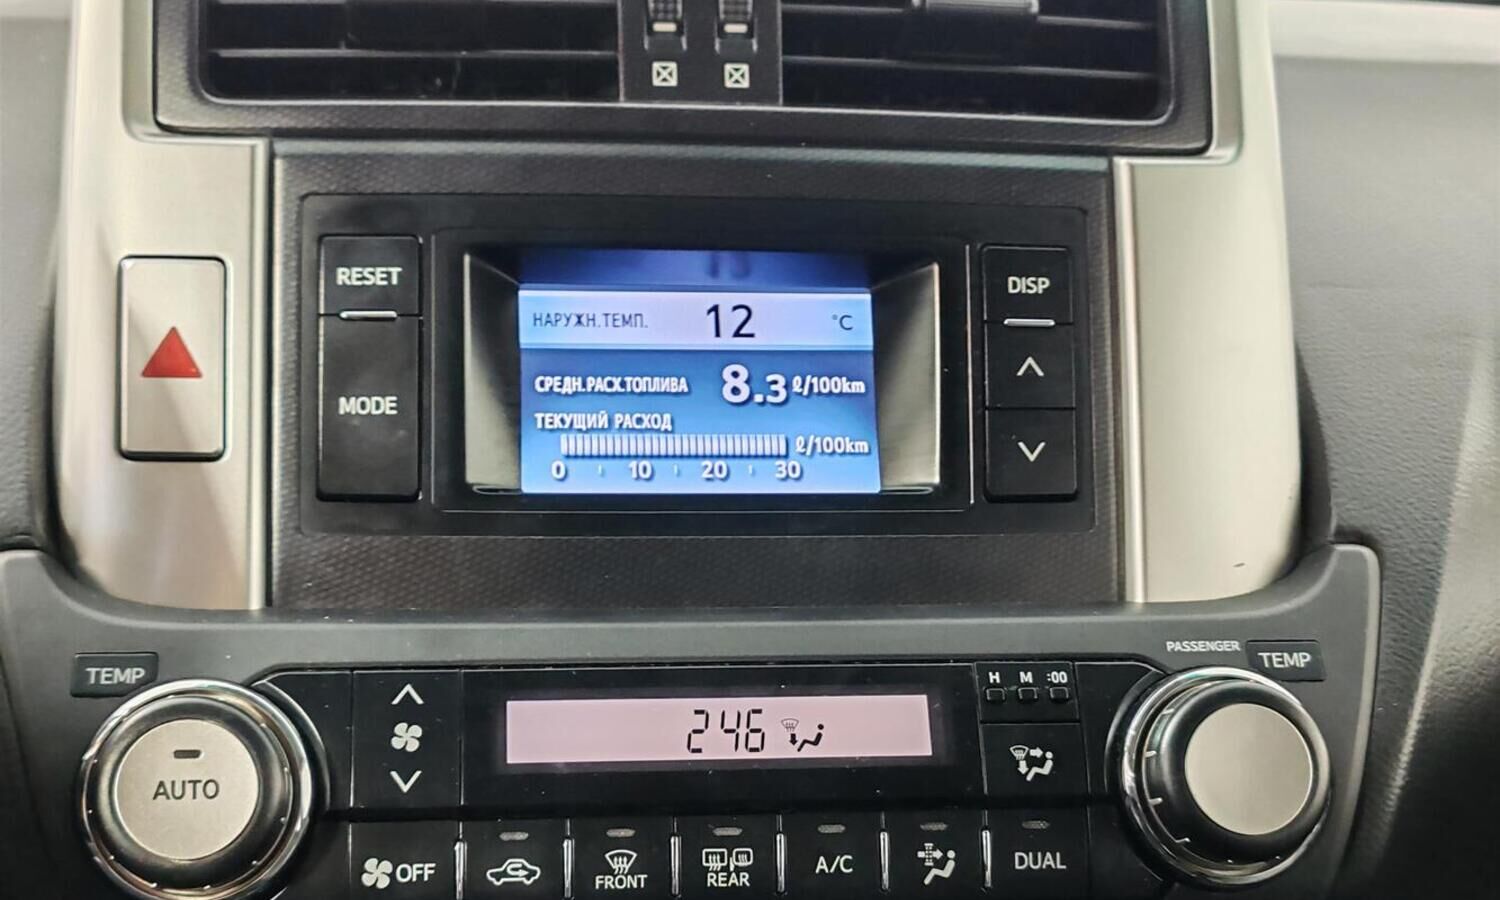 RESET
DISP
MODE
НАРУЖН.ТЕМП. 12 °C
СРЕДН.РАСХ.ТОПЛИВА 8.3 ℓ/100km
ТЕКУЩИЙ РАСХОД
ℓ/100km
0 10 20 30
TEMP
PASSENGER TEMP
H M :00
246
AUTO
OFF
FRONT
REAR
A/C
DUAL